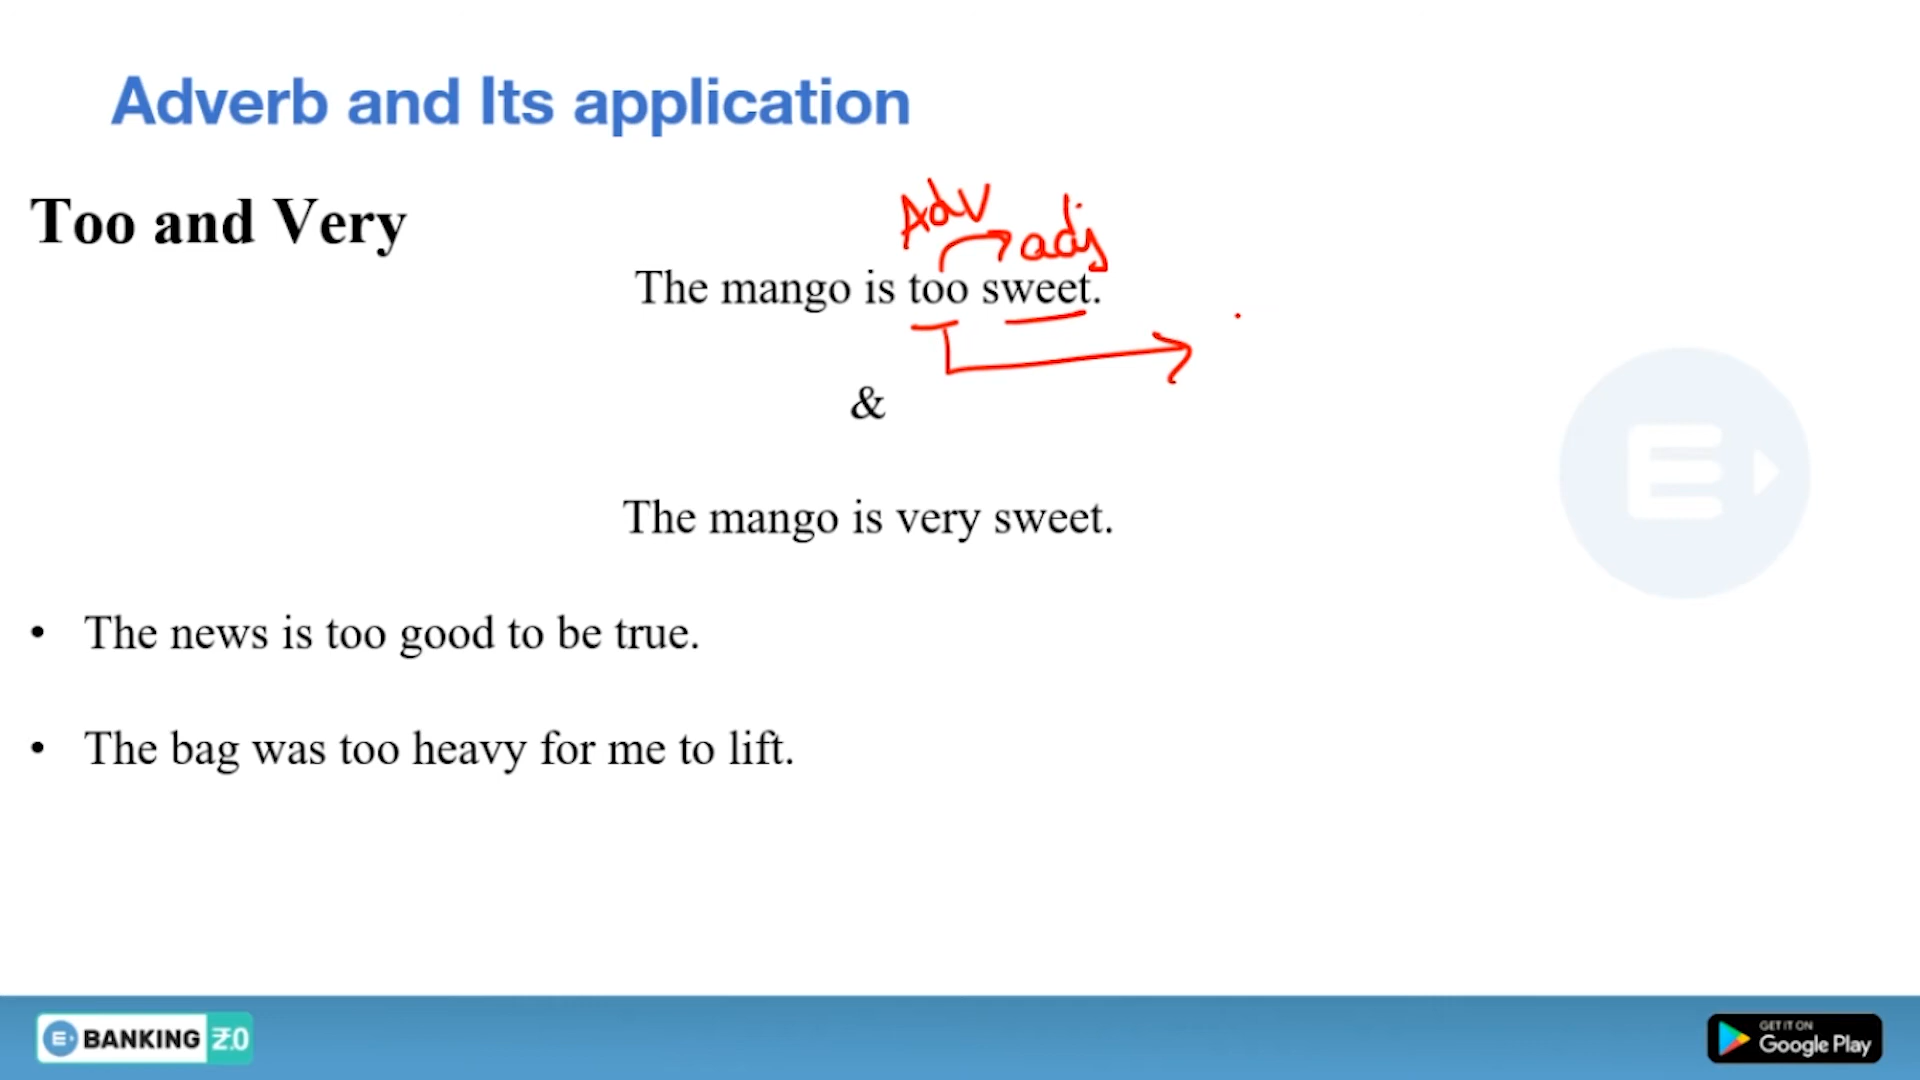 Adverb and Its application
Too and Very
Adv
adj
The mango is too sweet.
&
The mango is very sweet.
• The news is too good to be true.
• The bag was too heavy for me to lift.
E BANKING ₹.0
GET IT ON
Google Play